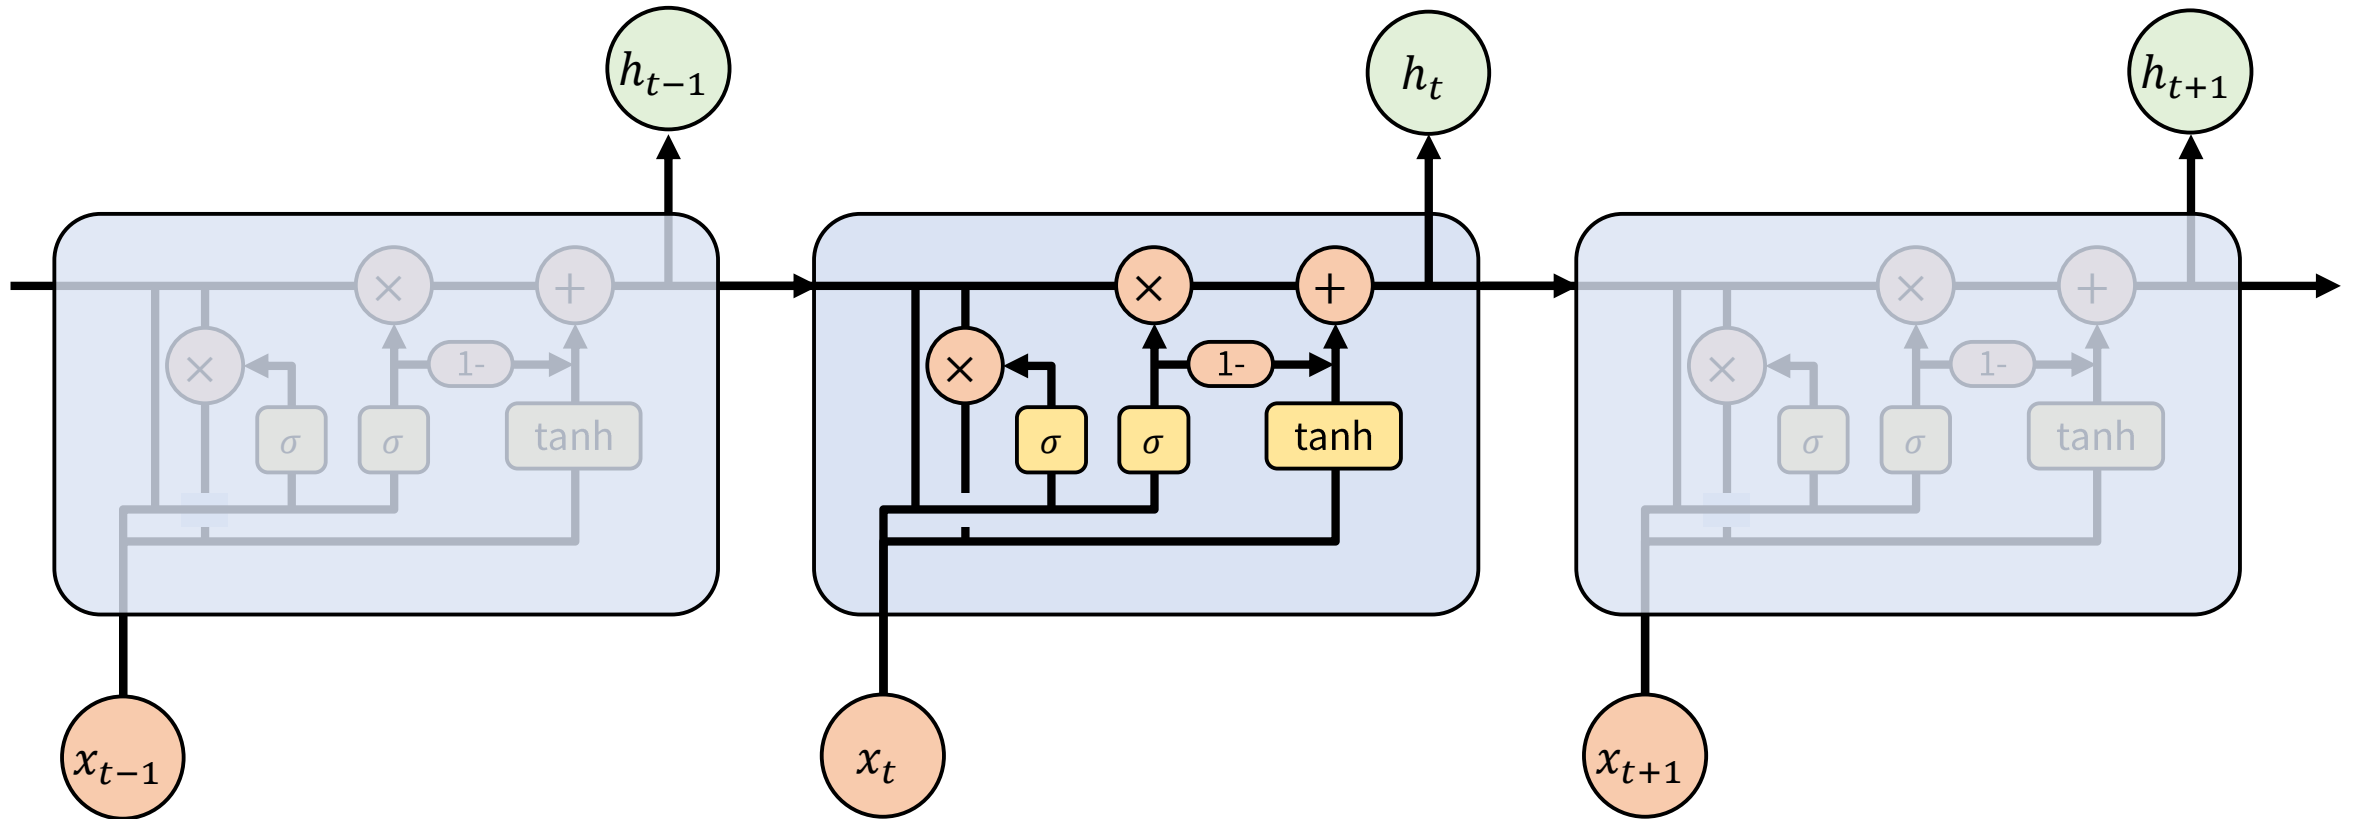 h_{t−1} h_t h_{t+1}
× + × + × +
× 1- × 1- × 1-
σ σ tanh σ σ tanh σ σ tanh
x_{t−1} x_t x_{t+1}